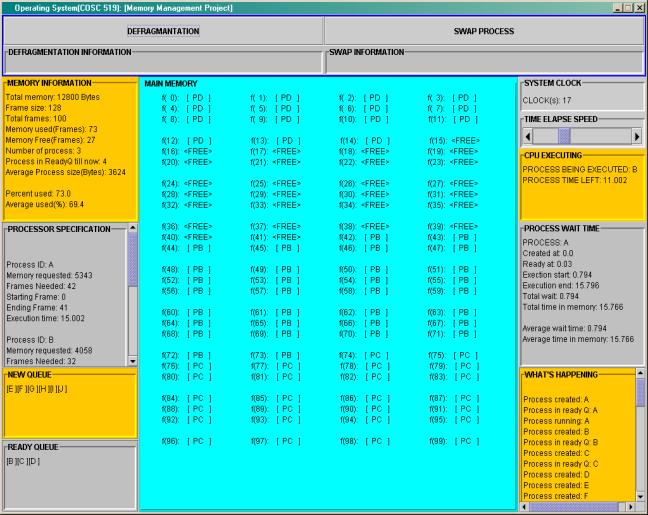 Operating System(COSC 519): [Memory Management Project]
DEFRAGMANTATION SWAP PROCESS
DEFRAGMENTATION INFORMATION SWAP INFORMATION
MEMORY INFORMATION
Total memory: 12800 Bytes
Frame size: 128
Total frames: 100
Memory used(Frames): 73
Memory Free(Frames): 27
Number of process: 3
Process in ReadyQ till now: 4
Average Process size(Bytes): 3624
Percent used: 73.0
Average used(%): 69.4
PROCESSOR SPECIFICATION
Process ID: A
Memory requested: 5343
Frames Needed: 42
Starting Frame: 0
Ending Frame: 41
Execution time: 15.002
Process ID: B
Memory requested: 4058
Frames Needed: 32
NEW QUEUE
[E ][F ][G ][H ][I ][J ]
READY QUEUE
[B ][C ][D ]
MAIN MEMORY
f( 0): [ PD ] f( 1): [ PD ] f( 2): [ PD ] f( 3): [ PD ]
f( 4): [ PD ] f( 5): [ PD ] f( 6): [ PD ] f( 7): [ PD ]
f( 8): [ PD ] f( 9): [ PD ] f(10): [ PD ] f(11): [ PD ]
f(12): [ PD ] f(13): [ PD ] f(14): [ PD ] f(15): <FREE>
f(16): <FREE> f(17): <FREE> f(18): <FREE> f(19): <FREE>
f(20): <FREE> f(21): <FREE> f(22): <FREE> f(23): <FREE>
f(24): <FREE> f(25): <FREE> f(26): <FREE> f(27): <FREE>
f(28): <FREE> f(29): <FREE> f(30): <FREE> f(31): <FREE>
f(32): <FREE> f(33): <FREE> f(34): <FREE> f(35): <FREE>
f(36): <FREE> f(37): <FREE> f(38): <FREE> f(39): <FREE>
f(40): <FREE> f(41): <FREE> f(42): [ PB ] f(43): [ PB ]
f(44): [ PB ] f(45): [ PB ] f(46): [ PB ] f(47): [ PB ]
f(48): [ PB ] f(49): [ PB ] f(50): [ PB ] f(51): [ PB ]
f(52): [ PB ] f(53): [ PB ] f(54): [ PB ] f(55): [ PB ]
f(56): [ PB ] f(57): [ PB ] f(58): [ PB ] f(59): [ PB ]
f(60): [ PB ] f(61): [ PB ] f(62): [ PB ] f(63): [ PB ]
f(64): [ PB ] f(65): [ PB ] f(66): [ PB ] f(67): [ PB ]
f(68): [ PB ] f(69): [ PB ] f(70): [ PB ] f(71): [ PB ]
f(72): [ PB ] f(73): [ PB ] f(74): [ PC ] f(75): [ PC ]
f(76): [ PC ] f(77): [ PC ] f(78): [ PC ] f(79): [ PC ]
f(80): [ PC ] f(81): [ PC ] f(82): [ PC ] f(83): [ PC ]
f(84): [ PC ] f(85): [ PC ] f(86): [ PC ] f(87): [ PC ]
f(88): [ PC ] f(89): [ PC ] f(90): [ PC ] f(91): [ PC ]
f(92): [ PC ] f(93): [ PC ] f(94): [ PC ] f(95): [ PC ]
f(96): [ PC ] f(97): [ PC ] f(98): [ PC ] f(99): [ PC ]
SYSTEM CLOCK
CLOCK(s): 17
TIME ELAPSE SPEED
CPU EXECUTING
PROCESS BEING EXECUTED: B
PROCESS TIME LEFT: 11.002
PROCESS WAIT TIME
PROCESS: A
Created at: 0.0
Ready at: 0.03
Exection start: 0.794
Execution end: 15.796
Total wait: 0.794
Total time in memory: 15.766
Average wait time: 0.794
Average time in memory: 15.766
WHAT'S HAPPENING
Process created: A
Process in ready Q: A
Process running: A
Process created: B
Process in ready Q: B
Process created: C
Process in ready Q: C
Process created: D
Process created: E
Process created: F